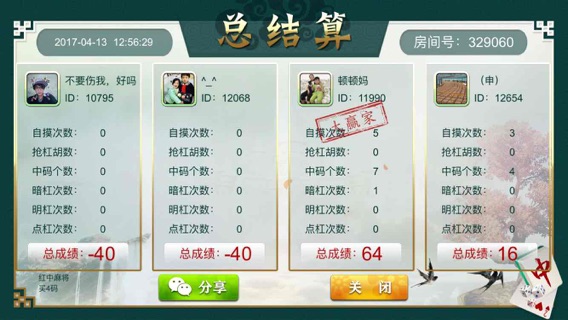 总结算
2017-04-13 12:56:29
房间号：329060
不要伤我，好吗
ID：10795
自摸次数： 0
抢杠胡数： 0
中码个数： 0
暗杠次数： 0
明杠次数： 0
点杠次数： 0
总成绩：-40
^_^
ID：12068
自摸次数： 0
抢杠胡数： 0
中码个数： 0
暗杠次数： 0
明杠次数： 0
点杠次数： 0
总成绩：-40
顿顿妈
ID：11990
大赢家
自摸次数： 5
抢杠胡数： 0
中码个数： 7
暗杠次数： 1
明杠次数： 0
点杠次数： 0
总成绩：64
（申）
ID：12654
自摸次数： 3
抢杠胡数： 0
中码个数： 4
暗杠次数： 0
明杠次数： 0
点杠次数： 0
总成绩：16
红中麻将
买4码
分享
关 闭
中